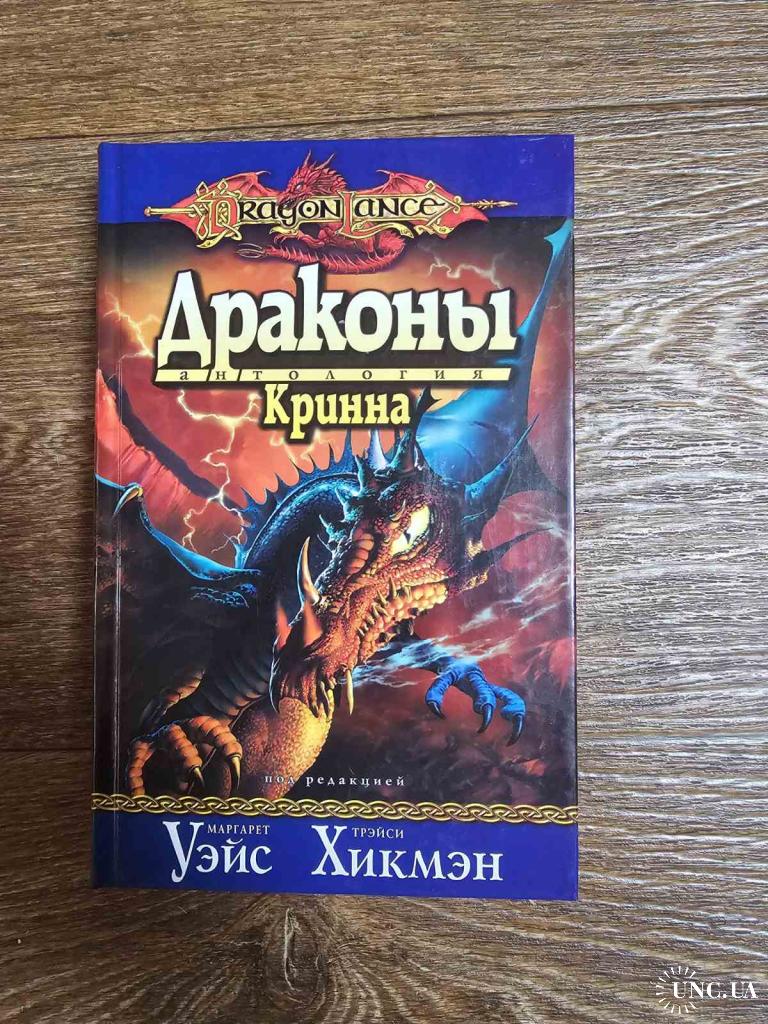 DRAGONLANCE
Драконы
антология
Кринна
под редакцией
МАРГАРЕТ ТРЭЙСИ
УЭЙС ХИКМЭН
UNC.UA